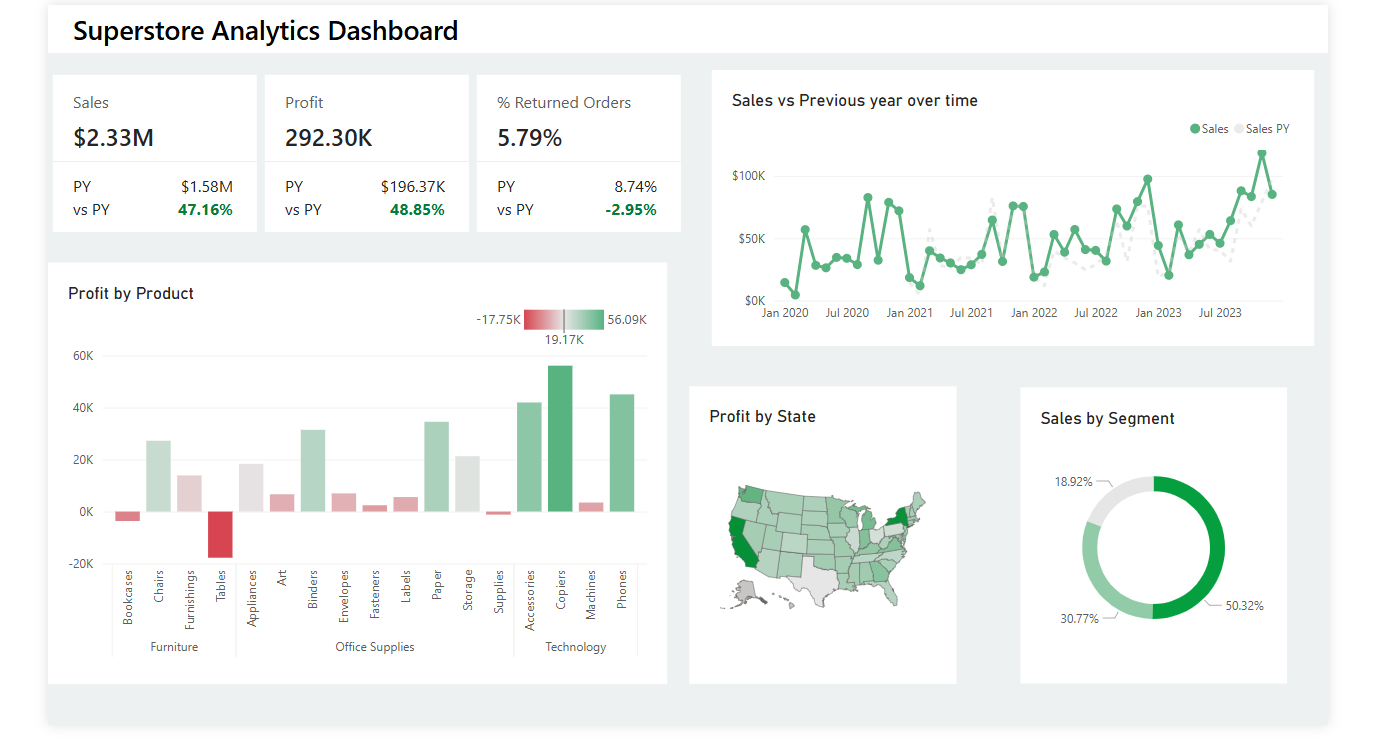 Superstore Analytics Dashboard
Sales
$2.33M
PY $1.58M
vs PY 47.16%
Profit
292.30K
PY $196.37K
vs PY 48.85%
% Returned Orders
5.79%
PY 8.74%
vs PY -2.95%
Sales vs Previous year over time
Sales Sales PY
$100K
$50K
$0K
Jan 2020 Jul 2020 Jan 2021 Jul 2021 Jan 2022 Jul 2022 Jan 2023 Jul 2023
Profit by Product
-17.75K 56.09K
19.17K
60K
40K
20K
0K
-20K
Bookcases
Chairs
Furnishings
Tables
Appliances
Art
Binders
Envelopes
Fasteners
Labels
Paper
Storage
Supplies
Accessories
Copiers
Machines
Phones
Furniture Office Supplies Technology
Profit by State
Sales by Segment
18.92%
30.77%
50.32%